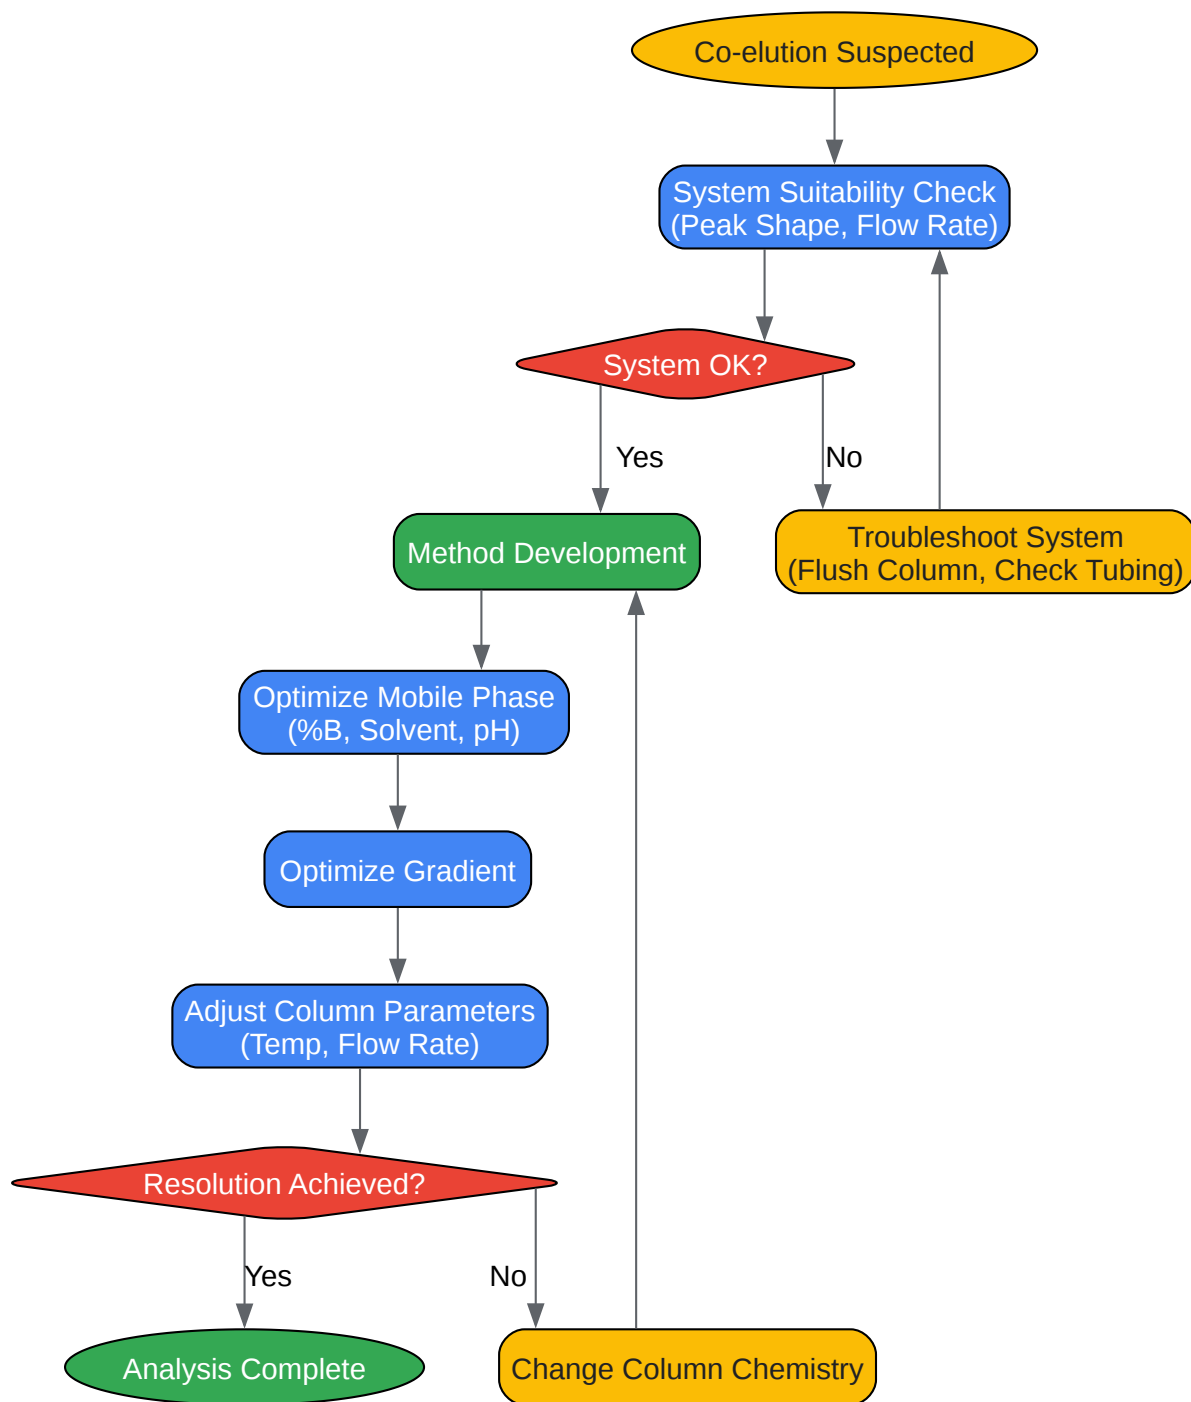 Co-elution Suspected
System Suitability Check
(Peak Shape, Flow Rate)
System OK?
Yes
No
Method Development
Troubleshoot System
(Flush Column, Check Tubing)
Optimize Mobile Phase
(%B, Solvent, pH)
Optimize Gradient
Adjust Column Parameters
(Temp, Flow Rate)
Resolution Achieved?
Yes
No
Analysis Complete
Change Column Chemistry